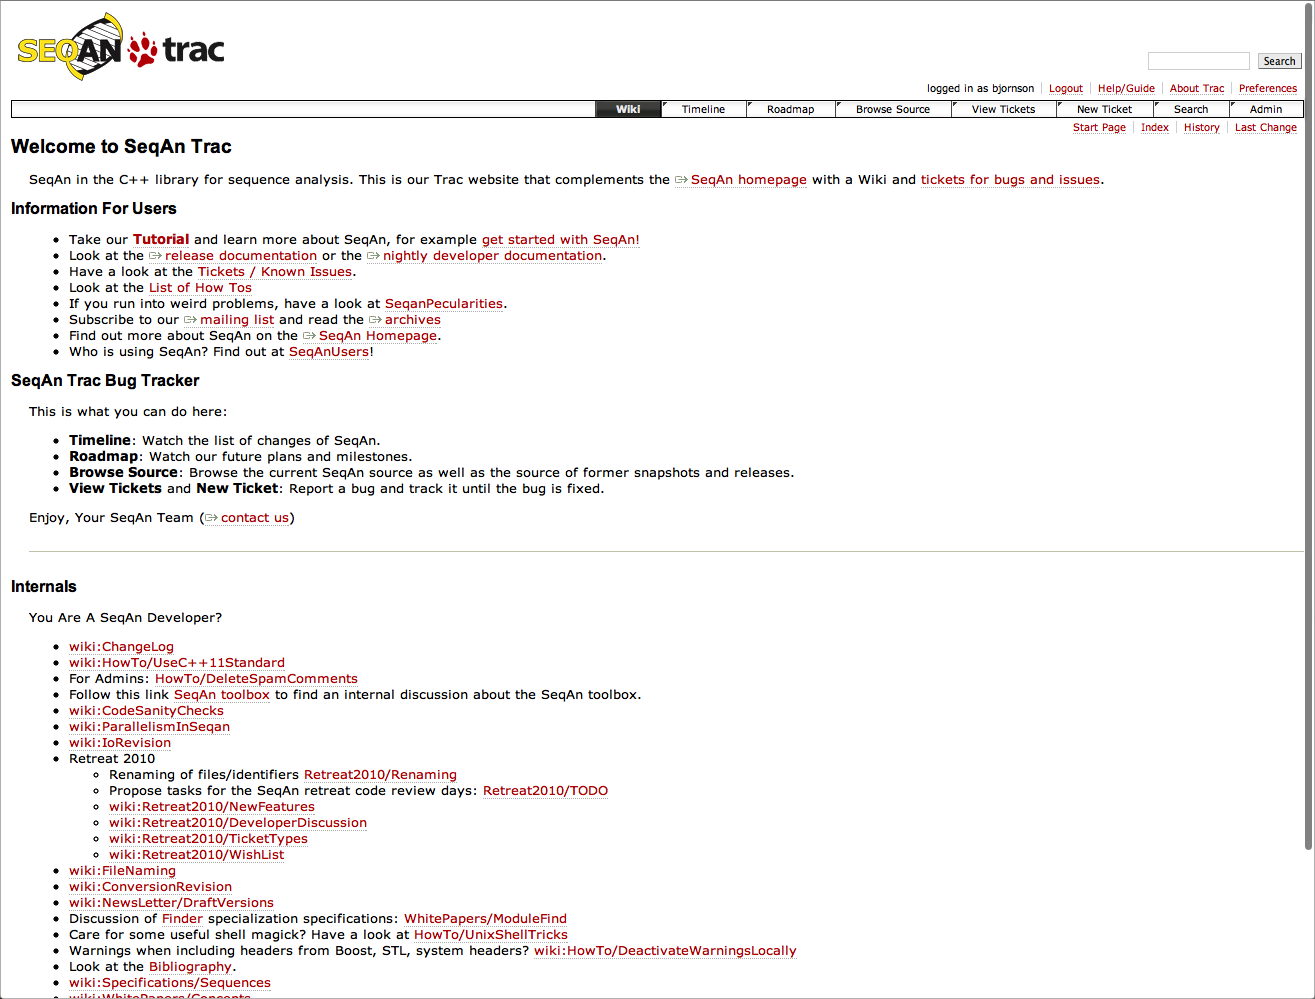 SEQAN trac
Search
logged in as bjornson Logout Help/Guide About Trac Preferences
Wiki Timeline Roadmap Browse Source View Tickets New Ticket Search Admin
Start Page Index History Last Change
Welcome to SeqAn Trac
SeqAn in the C++ library for sequence analysis. This is our Trac website that complements the SeqAn homepage with a Wiki and tickets for bugs and issues.
Information For Users
Take our Tutorial and learn more about SeqAn, for example get started with SeqAn!
Look at the release documentation or the nightly developer documentation.
Have a look at the Tickets / Known Issues.
Look at the List of How Tos
If you run into weird problems, have a look at SeqanPecularities.
Subscribe to our mailing list and read the archives
Find out more about SeqAn on the SeqAn Homepage.
Who is using SeqAn? Find out at SeqAnUsers!
SeqAn Trac Bug Tracker
This is what you can do here:
Timeline: Watch the list of changes of SeqAn.
Roadmap: Watch our future plans and milestones.
Browse Source: Browse the current SeqAn source as well as the source of former snapshots and releases.
View Tickets and New Ticket: Report a bug and track it until the bug is fixed.
Enjoy, Your SeqAn Team (contact us)
Internals
You Are A SeqAn Developer?
wiki:ChangeLog
wiki:HowTo/UseC++11Standard
For Admins: HowTo/DeleteSpamComments
Follow this link SeqAn toolbox to find an internal discussion about the SeqAn toolbox.
wiki:CodeSanityChecks
wiki:ParallelismInSeqan
wiki:IoRevision
Retreat 2010
Renaming of files/identifiers Retreat2010/Renaming
Propose tasks for the SeqAn retreat code review days: Retreat2010/TODO
wiki:Retreat2010/NewFeatures
wiki:Retreat2010/DeveloperDiscussion
wiki:Retreat2010/TicketTypes
wiki:Retreat2010/WishList
wiki:FileNaming
wiki:ConversionRevision
wiki:NewsLetter/DraftVersions
Discussion of Finder specialization specifications: WhitePapers/ModuleFind
Care for some useful shell magick? Have a look at HowTo/UnixShellTricks
Warnings when including headers from Boost, STL, system headers? wiki:HowTo/DeactivateWarningsLocally
Look at the Bibliography.
wiki:Specifications/Sequences
wiki:WhitePapers/Concepts